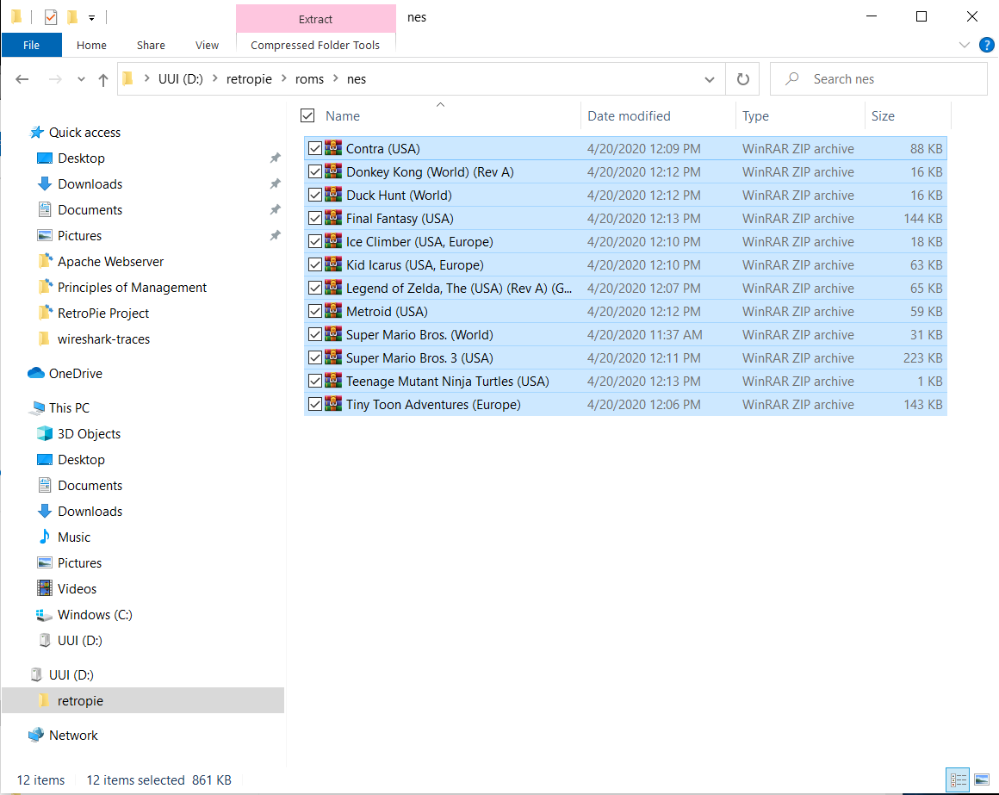 Extract
nes
File
Home
Share
View
Compressed Folder Tools
?
UUI (D:)
retropie
roms
nes
Search nes
Name
Date modified
Type
Size
Quick access
Desktop
Downloads
Documents
Pictures
Apache Webserver
Principles of Management
RetroPie Project
wireshark-traces
OneDrive
This PC
3D Objects
Desktop
Documents
Downloads
Music
Pictures
Videos
Windows (C:)
UUI (D:)
UUI (D:)
retropie
Network
Contra (USA) 4/20/2020 12:09 PM WinRAR ZIP archive 88 KB
Donkey Kong (World) (Rev A) 4/20/2020 12:12 PM WinRAR ZIP archive 16 KB
Duck Hunt (World) 4/20/2020 12:12 PM WinRAR ZIP archive 16 KB
Final Fantasy (USA) 4/20/2020 12:13 PM WinRAR ZIP archive 144 KB
Ice Climber (USA, Europe) 4/20/2020 12:10 PM WinRAR ZIP archive 18 KB
Kid Icarus (USA, Europe) 4/20/2020 12:10 PM WinRAR ZIP archive 63 KB
Legend of Zelda, The (USA) (Rev A) (G... 4/20/2020 12:07 PM WinRAR ZIP archive 65 KB
Metroid (USA) 4/20/2020 12:12 PM WinRAR ZIP archive 59 KB
Super Mario Bros. (World) 4/20/2020 11:37 AM WinRAR ZIP archive 31 KB
Super Mario Bros. 3 (USA) 4/20/2020 12:11 PM WinRAR ZIP archive 223 KB
Teenage Mutant Ninja Turtles (USA) 4/20/2020 12:13 PM WinRAR ZIP archive 1 KB
Tiny Toon Adventures (Europe) 4/20/2020 12:06 PM WinRAR ZIP archive 143 KB
12 items
12 items selected 861 KB